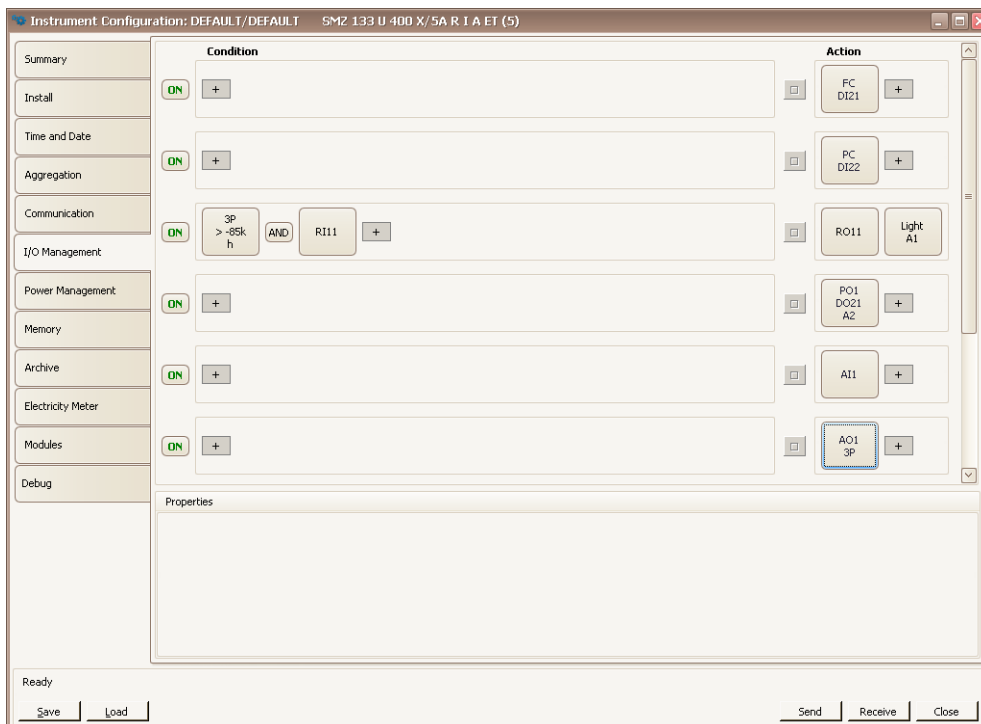 Instrument Configuration: DEFAULT/DEFAULT SMZ 133 U 400 X/5A R I A ET (5)
Summary
Install
Time and Date
Aggregation
Communication
I/O Management
Power Management
Memory
Archive
Electricity Meter
Modules
Debug
Condition Action
ON + FC
DI21 +
ON + PC
DI22 +
ON 3P
> -85k
h AND RI11 + RO11 Light
A1
ON + PO1
DO21
A2 +
ON + AI1 +
ON + AO1
3P +
Properties
Ready
Save Load Send Receive Close